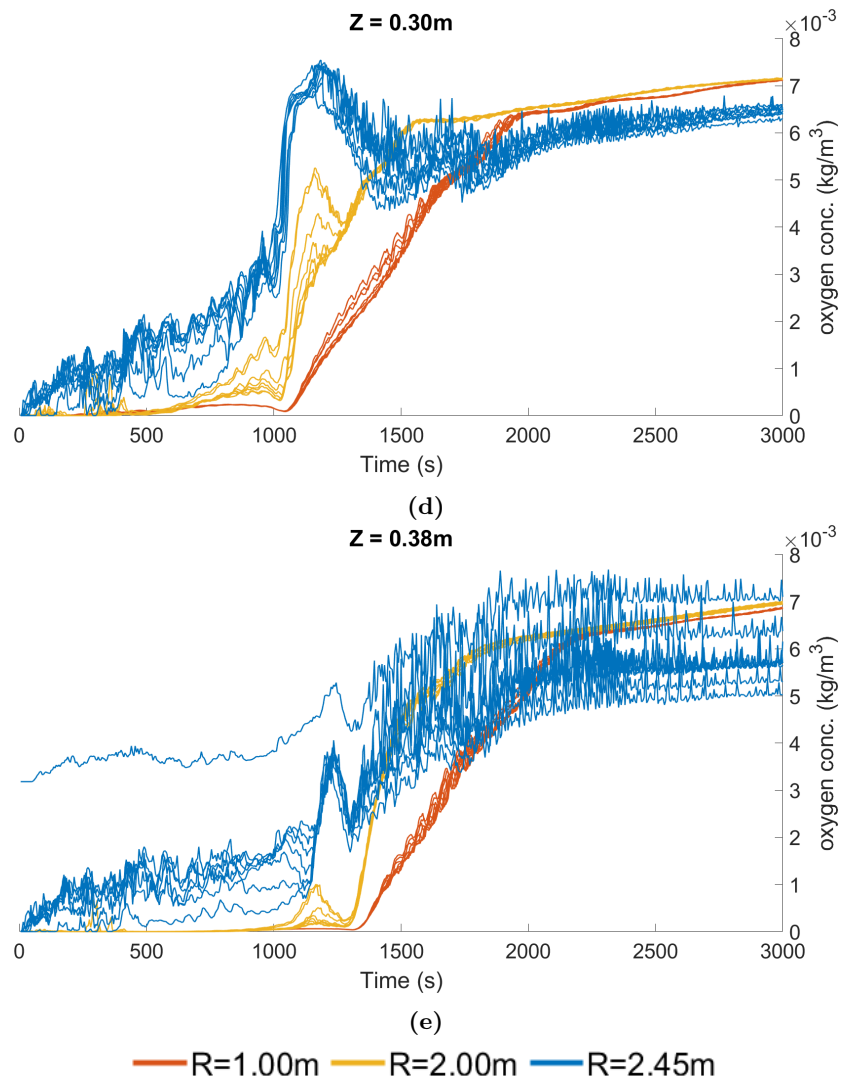 Z = 0.30m
×10⁻³
8
7
6
5
4
3
2
1
0
oxygen conc. (kg/m³)
0 500 1000 1500 2000 2500 3000
Time (s)
(d)
Z = 0.38m
×10⁻³
8
7
6
5
4
3
2
1
0
oxygen conc. (kg/m³)
0 500 1000 1500 2000 2500 3000
Time (s)
(e)
R=1.00m R=2.00m R=2.45m